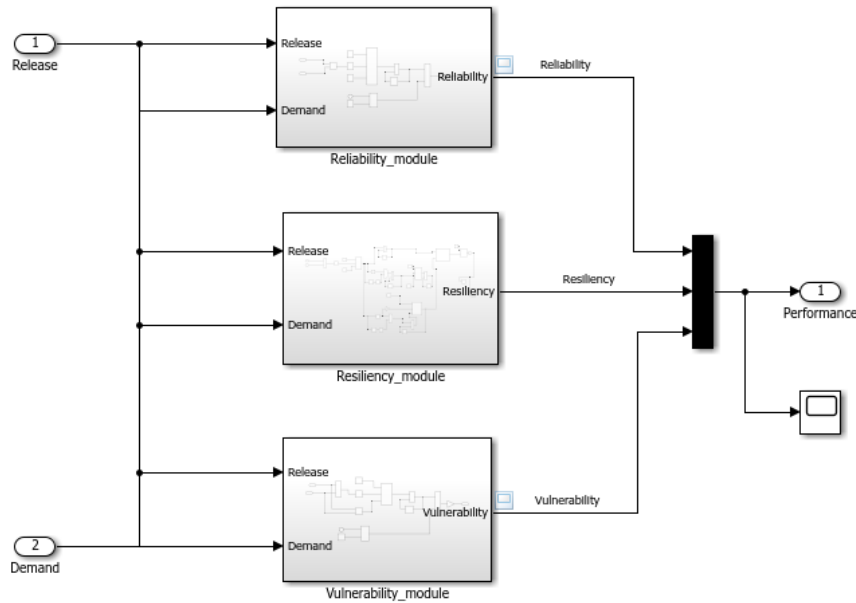 1
Release
Release
Demand
Reliability
Reliability_module
Reliability
Release
Demand
Resiliency
Resiliency_module
Resiliency
1
Performance
Release
Demand
Vulnerability
Vulnerability_module
Vulnerability
2
Demand